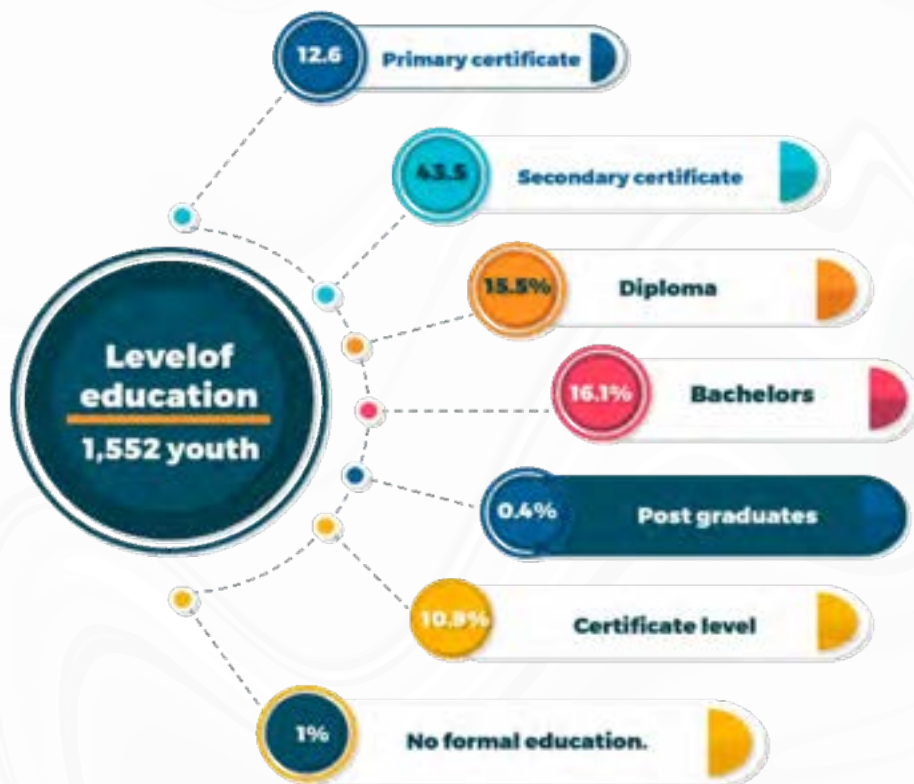 12.6
Primary certificate
43.5
Secondary certificate
15.5%
Diploma
Levelof
education
1,552 youth
16.1%
Bachelors
0.4%
Post graduates
Certificate level
1%
No formal education.